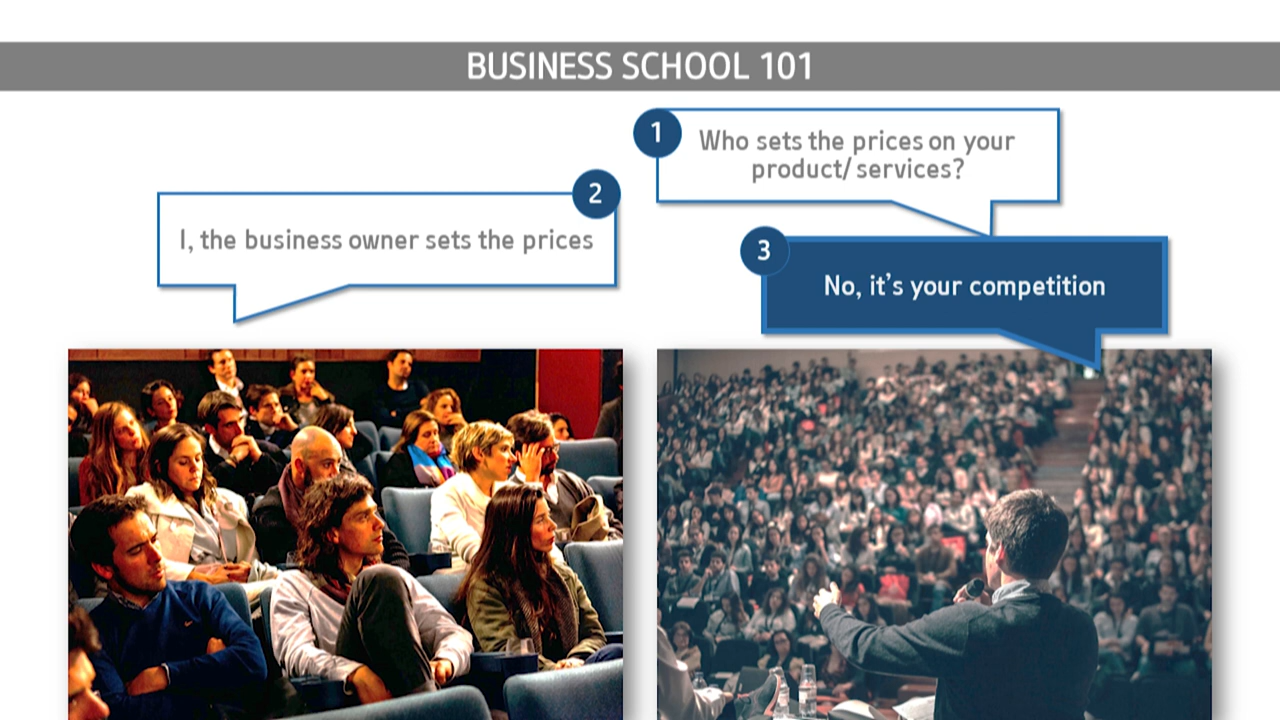 BUSINESS SCHOOL 101
1
Who sets the prices on your
product/ services?
2
I, the business owner sets the prices
3
No, it's your competition